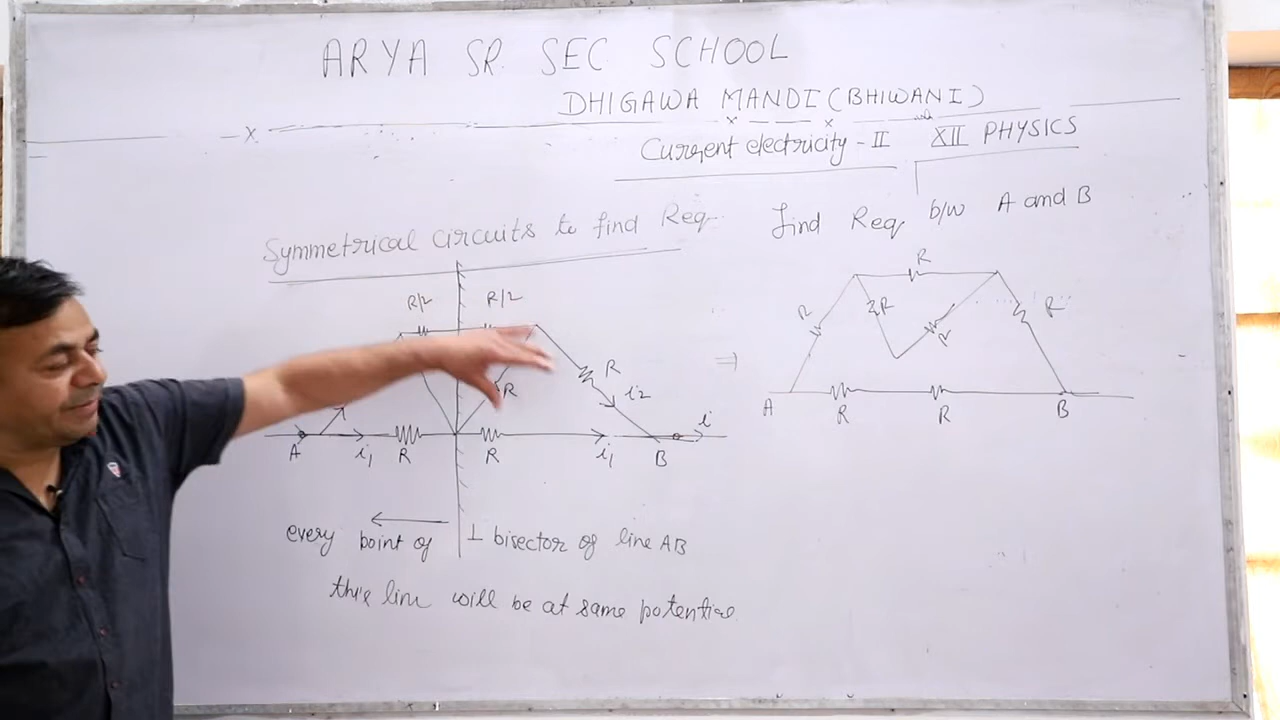 ARYA SR. SEC SCHOOL
DHIGAWA MANDI (BHIWANI)
Current electricity - II XII PHYSICS
Symmetrical circuits to find Req.
R/2 R/2
R
R i2
i
A i1 R R i1 B
every point of ⊥ bisector of line AB
this line will be at same potential
find Req b/w A and B
R
R R R R
⇒
A R R B